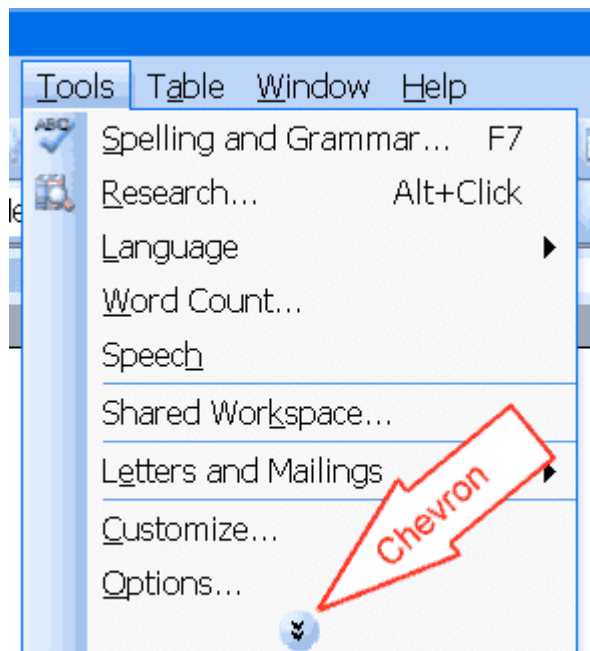 Tools Table Window Help
ABC
Spelling and Grammar... F7
Research... Alt+Click
Language
Word Count...
Speech
Shared Workspace...
Letters and Mailings
Customize...
Options...
Chevron